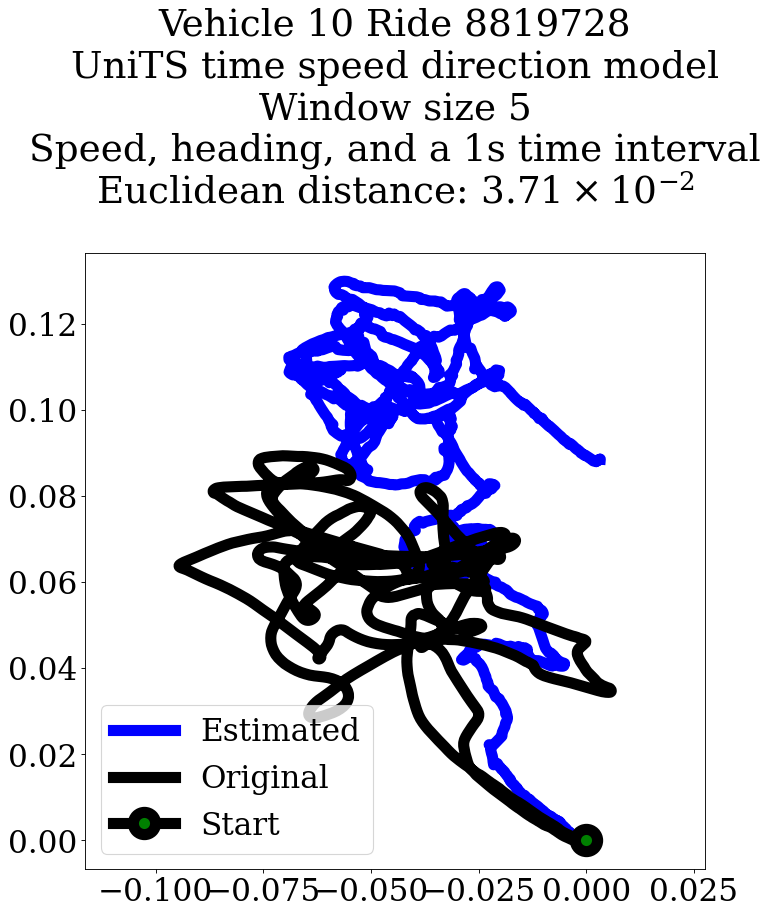 Vehicle 10 Ride 8819728
UniTS time speed direction model
Window size 5
Speed, heading, and a 1s time interval
Euclidean distance: 3.71 × 10⁻²
0.12
0.10
0.08
0.06
0.04
0.02
0.00
Estimated
Original
Start
−0.100 −0.075 −0.050 −0.025 0.000 0.025